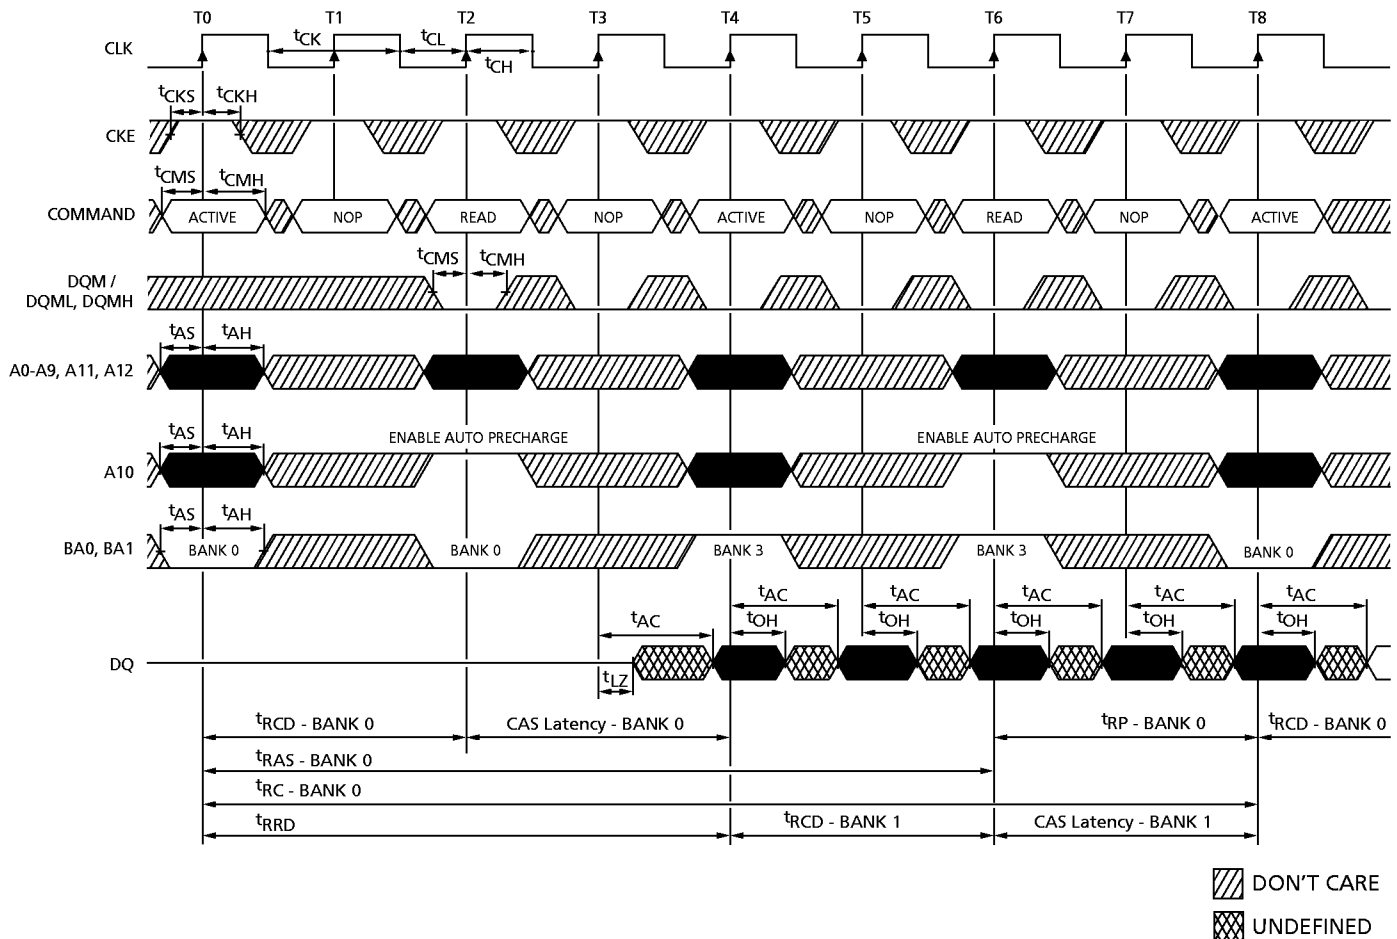 T0 T1 T2 T3 T4 T5 T6 T7 T8
CLK
tCK tCL
tCH
tCKS tCKH
CKE
tCMS tCMH
COMMAND ACTIVE NOP READ NOP ACTIVE NOP READ NOP ACTIVE
tCMS tCMH
DQM /
DQML, DQMH
tAS tAH
A0-A9, A11, A12
tAS tAH ENABLE AUTO PRECHARGE ENABLE AUTO PRECHARGE
A10
tAS tAH
BA0, BA1 BANK 0 BANK 0 BANK 3 BANK 3 BANK 0
tAC tAC tAC tAC tAC
tAC tOH tOH tOH tOH tOH
DQ
tLZ
tRCD - BANK 0 CAS Latency - BANK 0 tRP - BANK 0 tRCD - BANK 0
tRAS - BANK 0
tRC - BANK 0
tRRD tRCD - BANK 1 CAS Latency - BANK 1
DON'T CARE
UNDEFINED